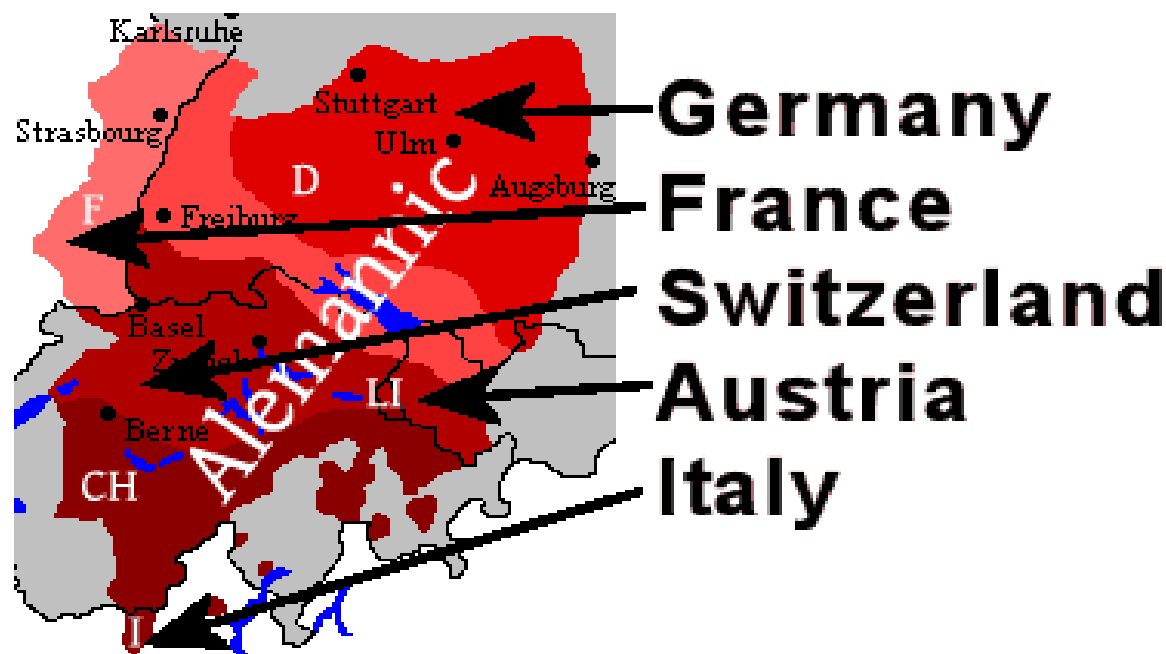 Karlsruhe
Stuttgart
Germany
Strasbourg
Ulm
D
Augsburg
F
Freiburg
France
Alemannic
Basel
Switzerland
LI
Austria
Berne
CH
Italy
I